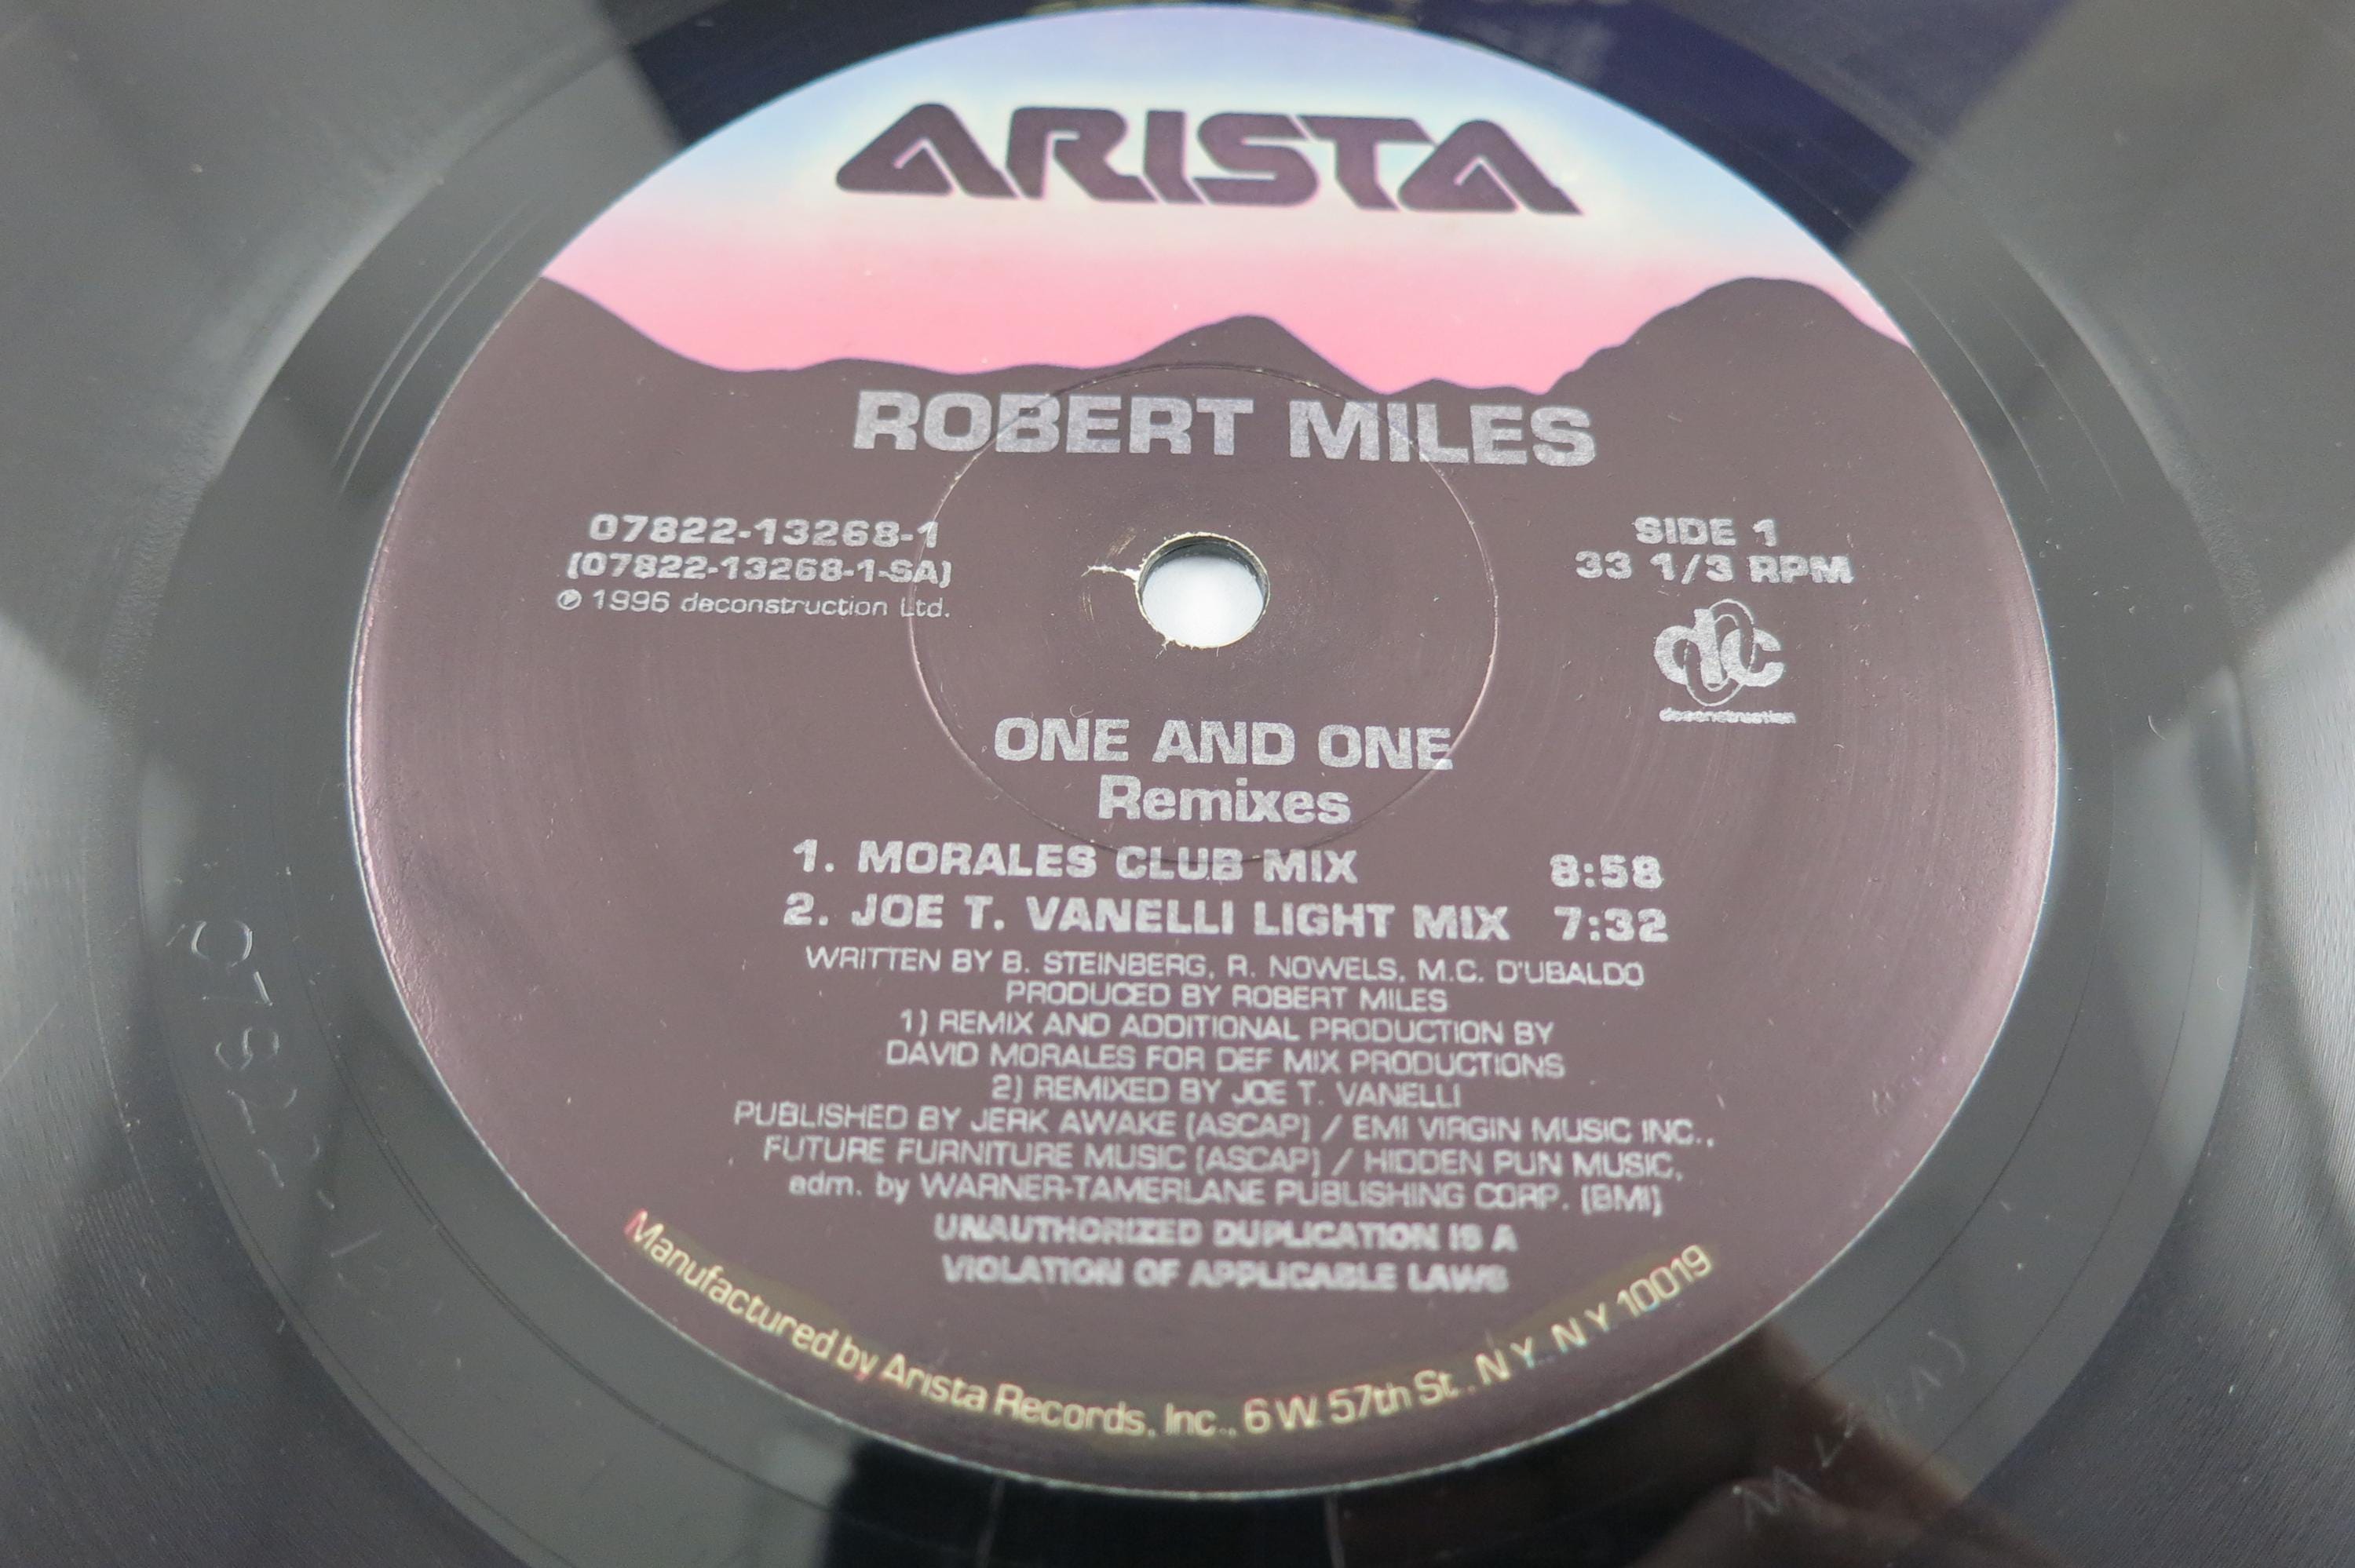 ARISTA
ROBERT MILES
07822-13268-1
(07822-13268-1-SA)
℗ 1996 deconstruction Ltd.
SIDE 1
33 1/3 RPM
dc
deconstruction
ONE AND ONE
Remixes
1. MORALES CLUB MIX 8:58
2. JOE T. VANELLI LIGHT MIX 7:32
WRITTEN BY B. STEINBERG, R. NOWELS, M.C. D'UBALDO
PRODUCED BY ROBERT MILES
1) REMIX AND ADDITIONAL PRODUCTION BY
DAVID MORALES FOR DEF MIX PRODUCTIONS
2) REMIXED BY JOE T. VANELLI
PUBLISHED BY JERK AWAKE (ASCAP) / EMI VIRGIN MUSIC INC.,
FUTURE FURNITURE MUSIC (ASCAP) / HIDDEN PUN MUSIC,
adm. by WARNER-TAMERLANE PUBLISHING CORP. (BMI)
UNAUTHORIZED DUPLICATION IS A
VIOLATION OF APPLICABLE LAWS
Manufactured by Arista Records, Inc., 6 W. 57th St., N.Y. N Y 10019